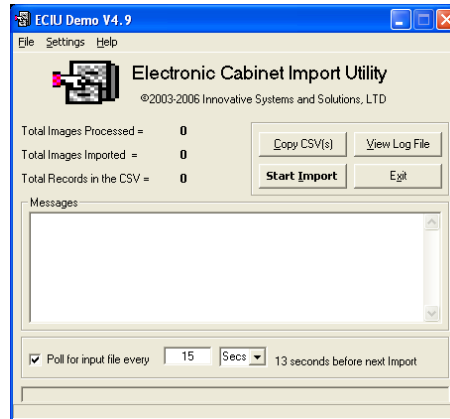 ECIU Demo V4.9
File Settings Help
Electronic Cabinet Import Utility
©2003-2006 Innovative Systems and Solutions, LTD
Total Images Processed = 0
Total Images Imported = 0
Total Records in the CSV = 0
Copy CSV(s) View Log File
Start Import Exit
Messages
Poll for input file every 15 Secs 13 seconds before next Import